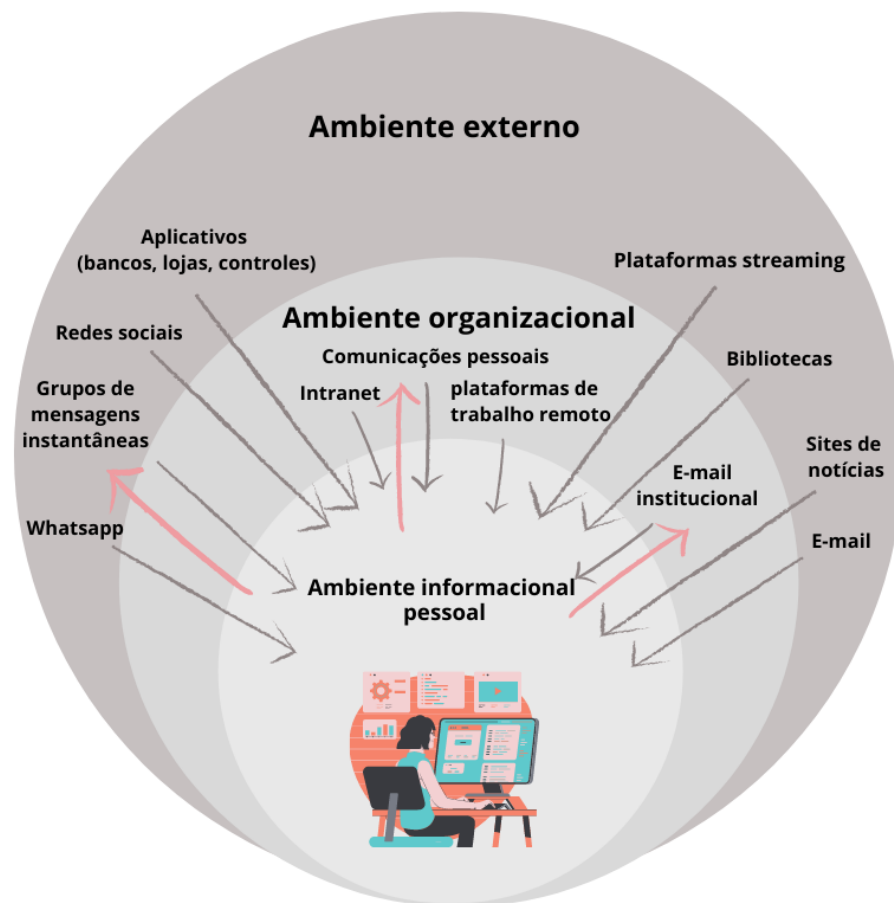 Ambiente externo
Aplicativos
(bancos, lojas, controles)
Plataformas streaming
Ambiente organizacional
Redes sociais
Comunicações pessoais
Bibliotecas
Grupos de
mensagens
instantâneas
Intranet
plataformas de
trabalho remoto
Sites de
notícias
E-mail
institucional
Whatsapp
E-mail
Ambiente informacional
pessoal